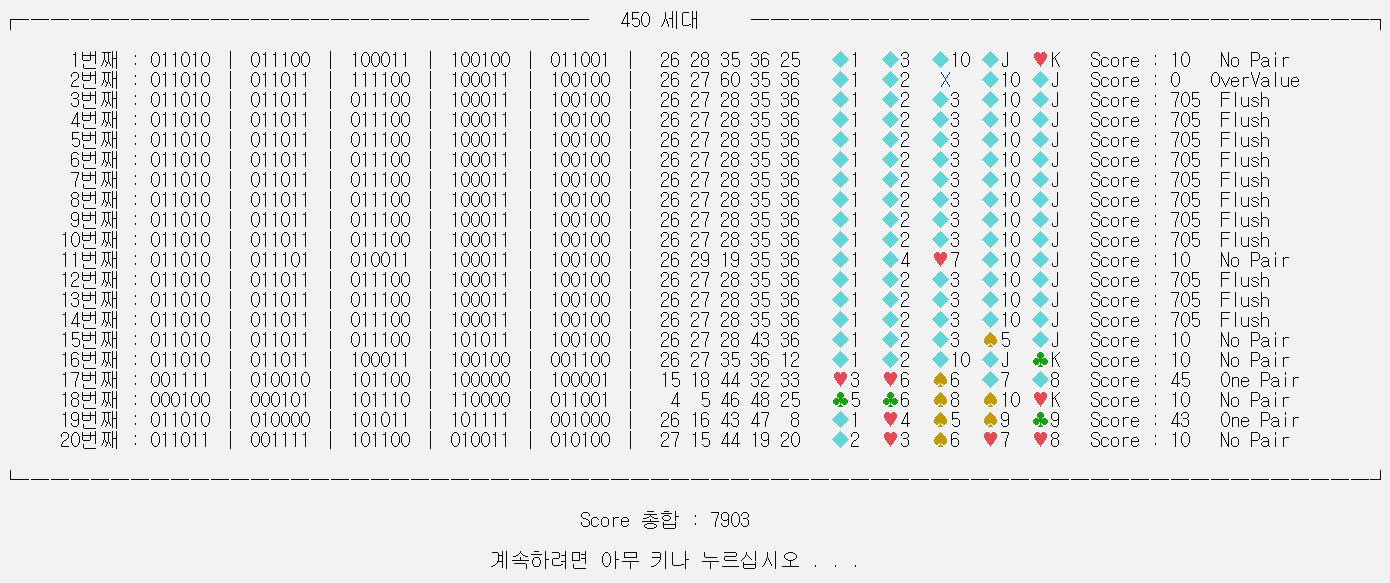 450 세대
1번째 : 011010 | 011100 | 100011 | 100100 | 011001 | 26 28 35 36 25 ◆1 ◆3 ◆10 ◆J ♥K Score : 10 No Pair
2번째 : 011010 | 011011 | 111100 | 100011 | 100100 | 26 27 60 35 36 ◆1 ◆2 X ◆10 ◆J Score : 0 OverValue
3번째 : 011010 | 011011 | 011100 | 100011 | 100100 | 26 27 28 35 36 ◆1 ◆2 ◆3 ◆10 ◆J Score : 705 Flush
4번째 : 011010 | 011011 | 011100 | 100011 | 100100 | 26 27 28 35 36 ◆1 ◆2 ◆3 ◆10 ◆J Score : 705 Flush
5번째 : 011010 | 011011 | 011100 | 100011 | 100100 | 26 27 28 35 36 ◆1 ◆2 ◆3 ◆10 ◆J Score : 705 Flush
6번째 : 011010 | 011011 | 011100 | 100011 | 100100 | 26 27 28 35 36 ◆1 ◆2 ◆3 ◆10 ◆J Score : 705 Flush
7번째 : 011010 | 011011 | 011100 | 100011 | 100100 | 26 27 28 35 36 ◆1 ◆2 ◆3 ◆10 ◆J Score : 705 Flush
8번째 : 011010 | 011011 | 011100 | 100011 | 100100 | 26 27 28 35 36 ◆1 ◆2 ◆3 ◆10 ◆J Score : 705 Flush
9번째 : 011010 | 011011 | 011100 | 100011 | 100100 | 26 27 28 35 36 ◆1 ◆2 ◆3 ◆10 ◆J Score : 705 Flush
10번째 : 011010 | 011011 | 011100 | 100011 | 100100 | 26 27 28 35 36 ◆1 ◆2 ◆3 ◆10 ◆J Score : 705 Flush
11번째 : 011010 | 011101 | 010011 | 100011 | 100100 | 26 29 19 35 36 ◆1 ◆4 ♥7 ◆10 ◆J Score : 10 No Pair
12번째 : 011010 | 011011 | 011100 | 100011 | 100100 | 26 27 28 35 36 ◆1 ◆2 ◆3 ◆10 ◆J Score : 705 Flush
13번째 : 011010 | 011011 | 011100 | 100011 | 100100 | 26 27 28 35 36 ◆1 ◆2 ◆3 ◆10 ◆J Score : 705 Flush
14번째 : 011010 | 011011 | 011100 | 100011 | 100100 | 26 27 28 35 36 ◆1 ◆2 ◆3 ◆10 ◆J Score : 705 Flush
15번째 : 011010 | 011011 | 011100 | 101011 | 100100 | 26 27 28 43 36 ◆1 ◆2 ◆3 ♠5 ◆J Score : 10 No Pair
16번째 : 011010 | 011011 | 100011 | 100100 | 001100 | 26 27 35 36 12 ◆1 ◆2 ◆10 ◆J ♣K Score : 10 No Pair
17번째 : 001111 | 010010 | 101100 | 100000 | 100001 | 15 18 44 32 33 ♥3 ♥6 ♠6 ◆7 ◆8 Score : 45 One Pair
18번째 : 000100 | 000101 | 101110 | 110000 | 011001 | 4 5 46 48 25 ♣5 ♣6 ♠8 ♠10 ♥K Score : 10 No Pair
19번째 : 011010 | 010000 | 101011 | 101111 | 001000 | 26 16 43 47 8 ◆1 ♥4 ♠5 ♠9 ♣9 Score : 43 One Pair
20번째 : 011011 | 001111 | 101100 | 010011 | 010100 | 27 15 44 19 20 ◆2 ♥3 ♠6 ♥7 ♥8 Score : 10 No Pair
Score 총합 : 7903
계속하려면 아무 키나 누르십시오 . . .